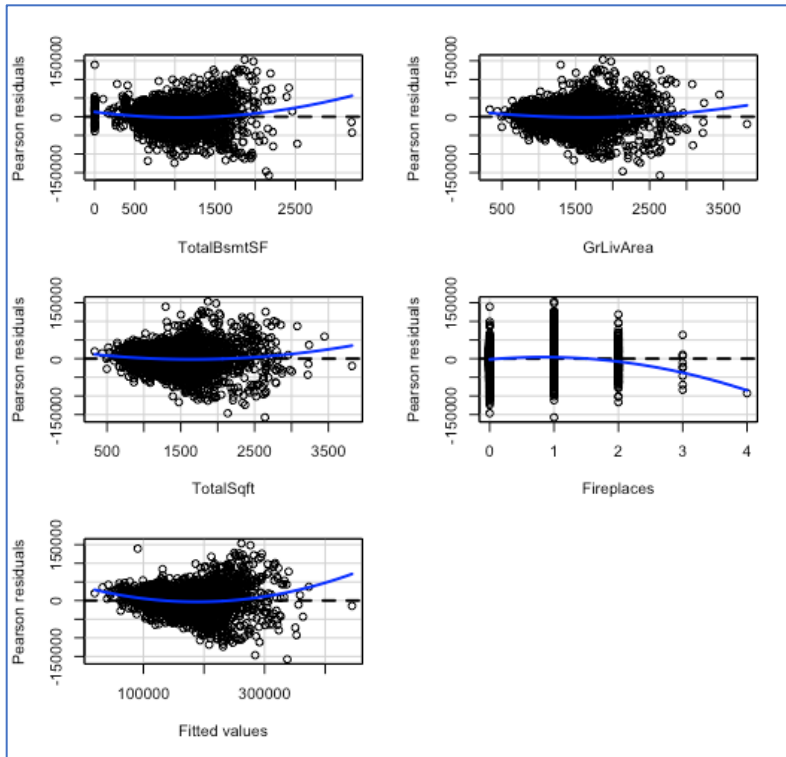 Pearson residuals
-150000 0 150000
0 500 1500 2500
TotalBsmtSF
Pearson residuals
-150000 0 150000
500 1500 2500 3500
GrLivArea
Pearson residuals
-150000 0 150000
500 1500 2500 3500
TotalSqft
Pearson residuals
-150000 0 150000
0 1 2 3 4
Fireplaces
Pearson residuals
-150000 0 150000
100000 300000
Fitted values